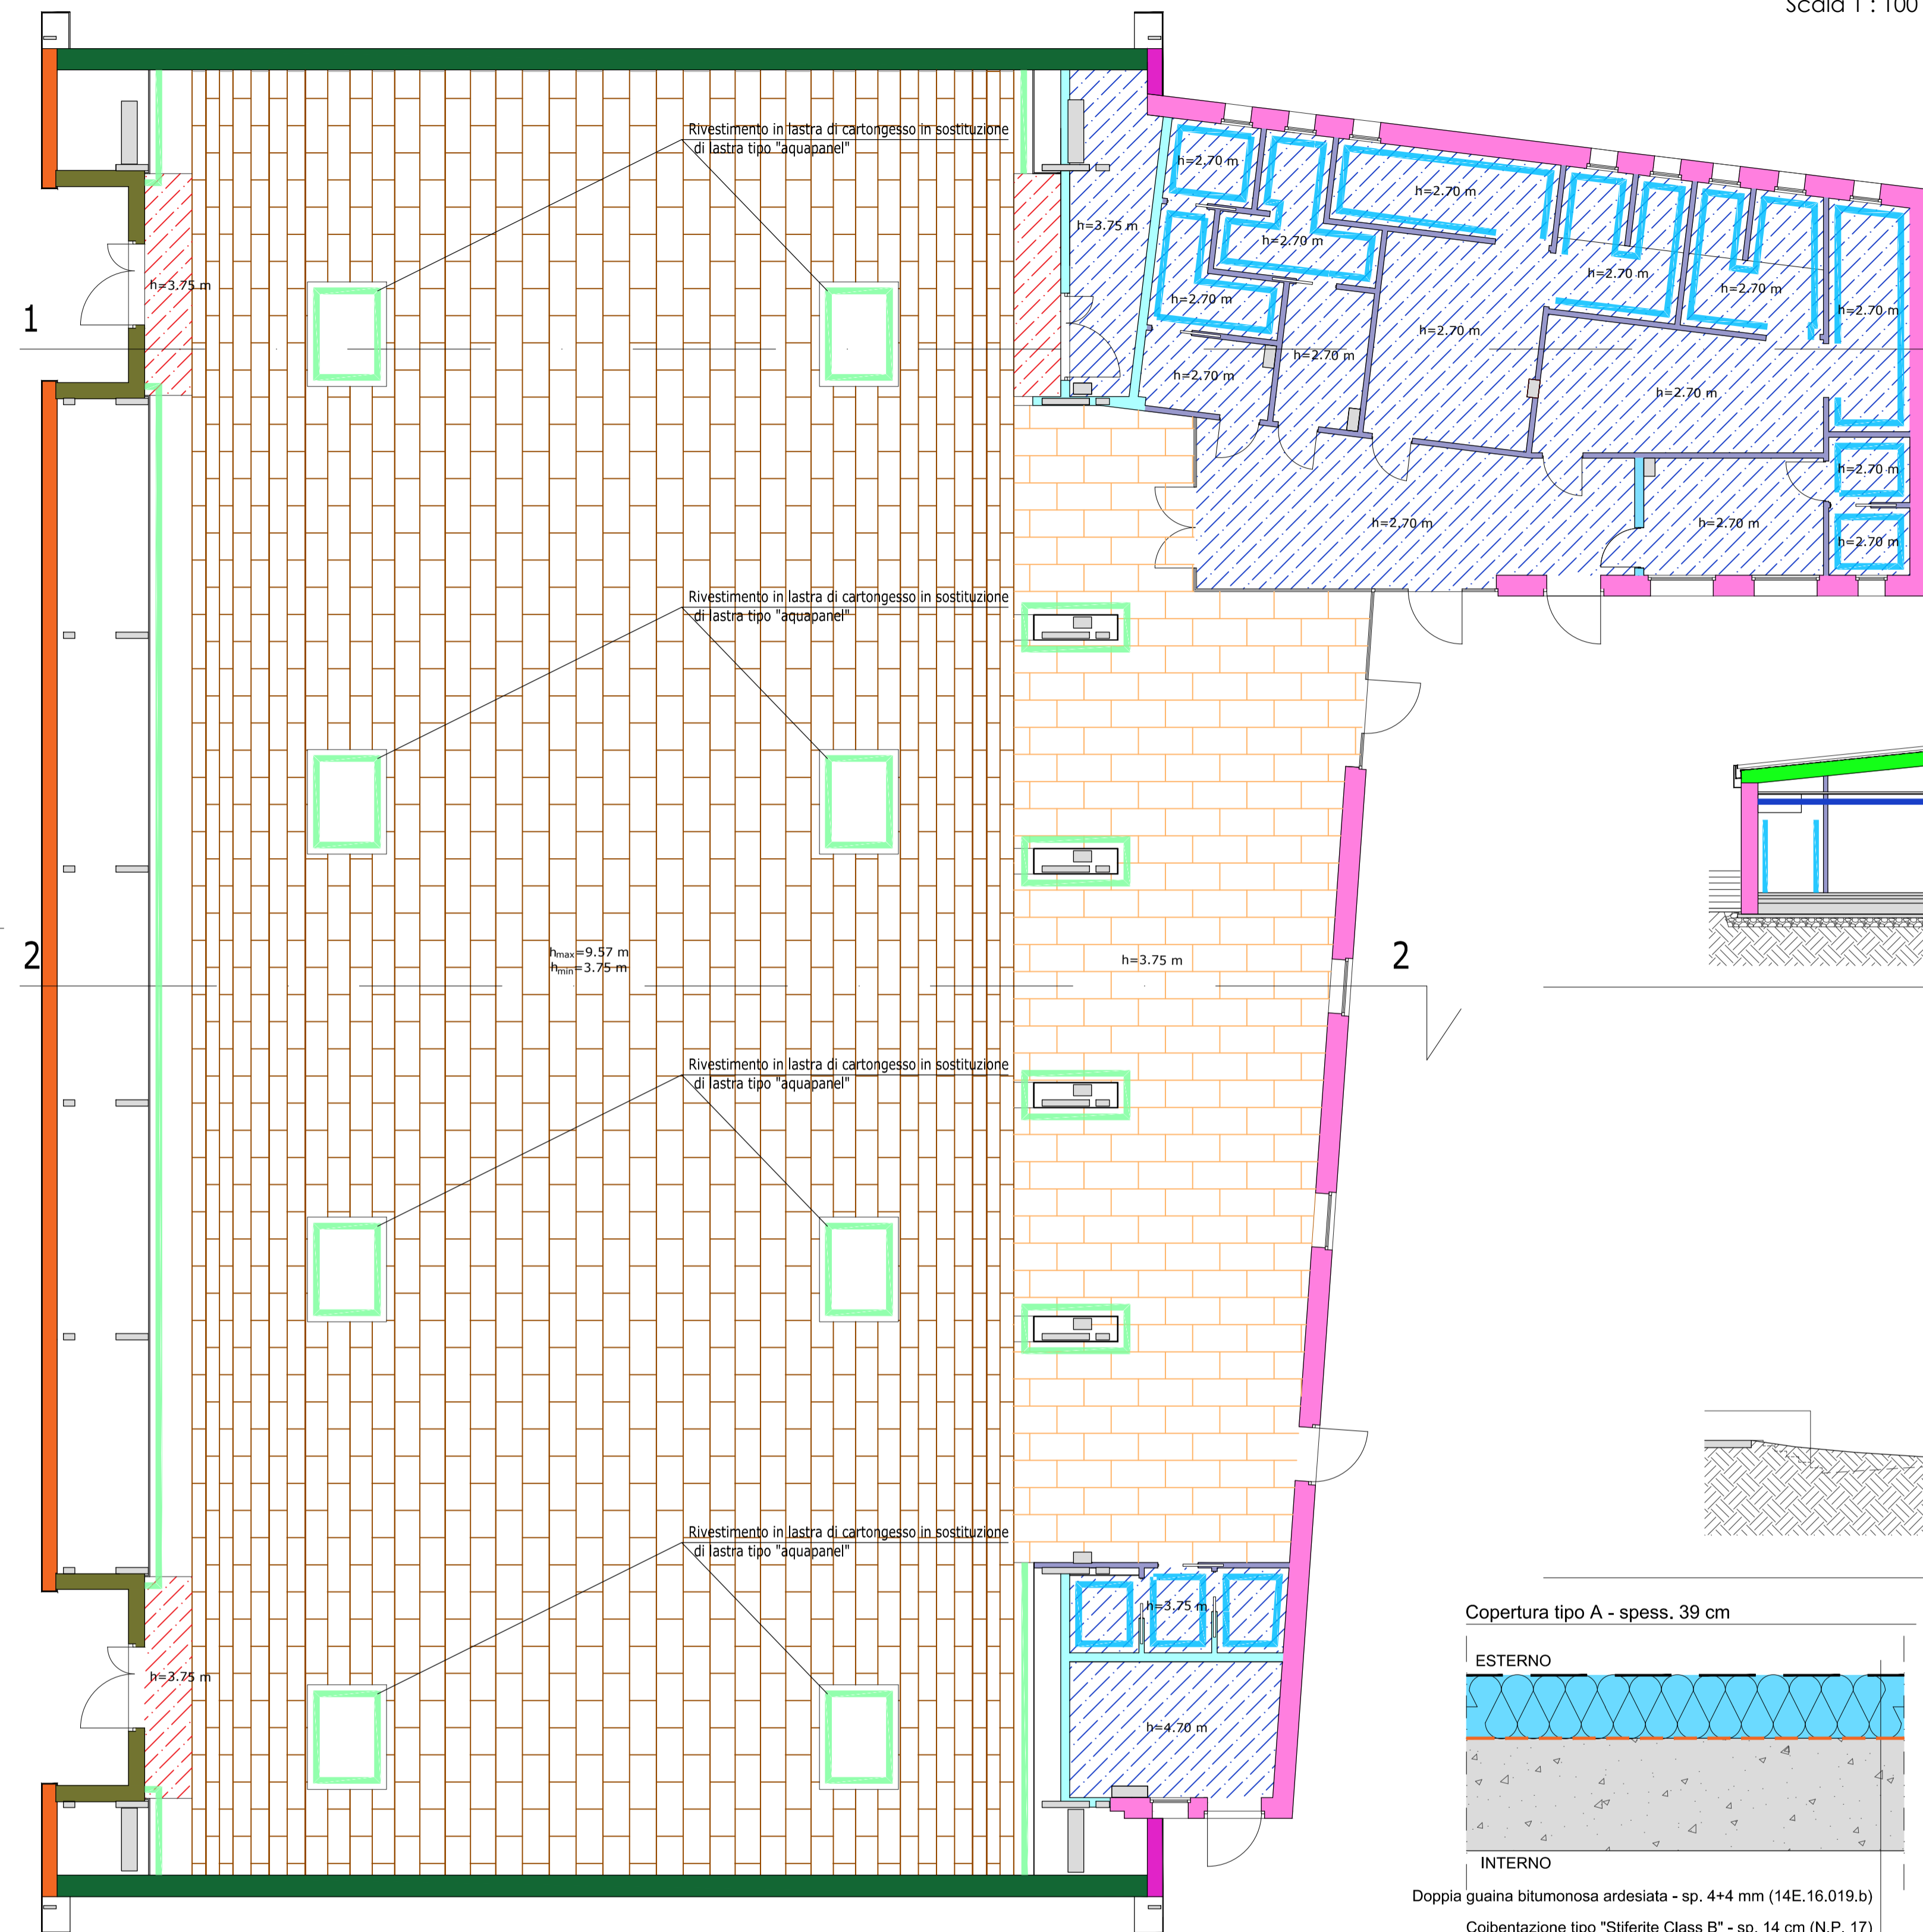 Scala 1 : 100
Rivestimento in lastra di cartongesso in sostituzione
di lastra tipo "aquapanel"
h=2.70 m
h=2.70 m
h=3.75 m
h=2.70 m
h=2.70 m
h=2.70 m
h=3.75 m
h=2.70 m
h=2.70 m
h=2.70 m
1
h=2.70 m
h=2.70 m
h=2.70 m
h=2.70 m
h=2.70 m
h=2.70 m
h=2.70 m
h=2.70 m
Rivestimento in lastra di cartongesso in sostituzione
di lastra tipo "aquapanel"
2
hmax=9.57 m
hmin=3.75 m
h=3.75 m
2
Rivestimento in lastra di cartongesso in sostituzione
di lastra tipo "aquapanel"
Rivestimento in lastra di cartongesso in sostituzione
di lastra tipo "aquapanel"
h=3.75 m
h=3.75 m
h=4.70 m
Copertura tipo A - spess. 39 cm
ESTERNO
INTERNO
Doppia guaina bitumonosa ardesiata - sp. 4+4 mm (14E.16.019.b)
Coibentazione tipo "Stiferite Class B" - sp. 14 cm (N.P. 17)